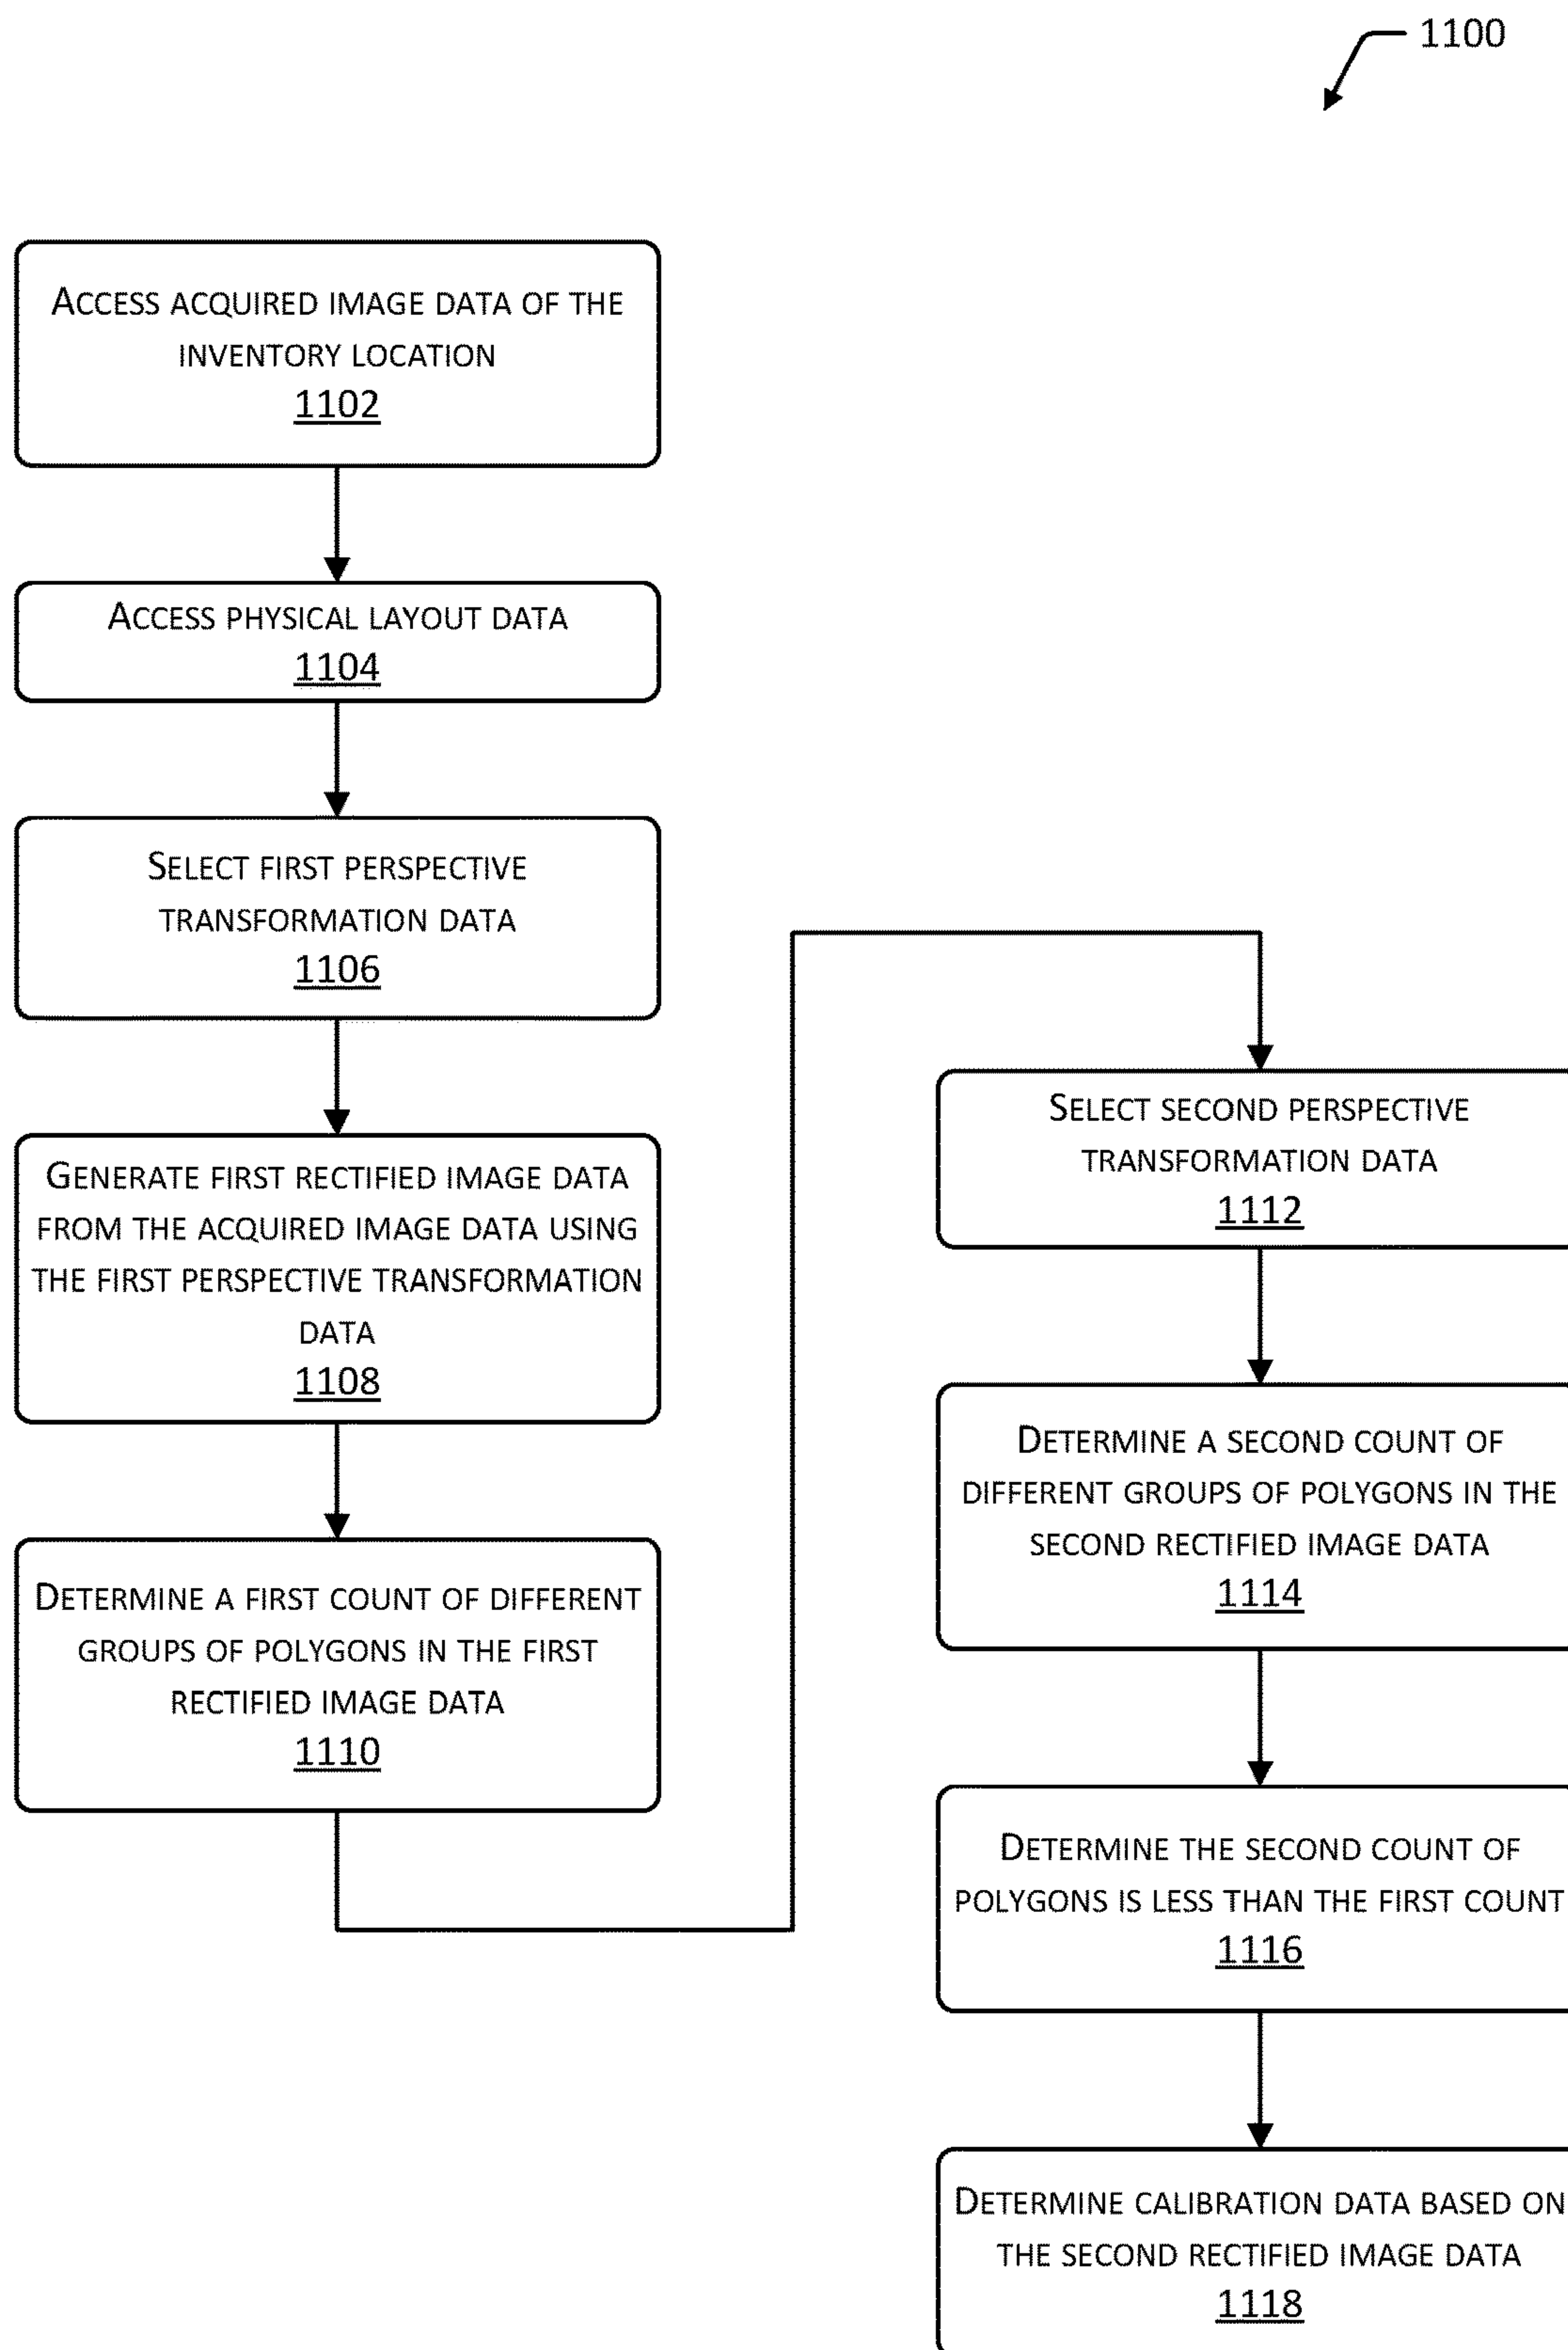 1100
ACCESS ACQUIRED IMAGE DATA OF THE
INVENTORY LOCATION
1102
ACCESS PHYSICAL LAYOUT DATA
1104
SELECT FIRST PERSPECTIVE
TRANSFORMATION DATA
1106
GENERATE FIRST RECTIFIED IMAGE DATA
FROM THE ACQUIRED IMAGE DATA USING
THE FIRST PERSPECTIVE TRANSFORMATION
DATA
1108
DETERMINE A FIRST COUNT OF DIFFERENT
GROUPS OF POLYGONS IN THE FIRST
RECTIFIED IMAGE DATA
1110
SELECT SECOND PERSPECTIVE
TRANSFORMATION DATA
1112
DETERMINE A SECOND COUNT OF
DIFFERENT GROUPS OF POLYGONS IN THE
SECOND RECTIFIED IMAGE DATA
1114
DETERMINE THE SECOND COUNT OF
POLYGONS IS LESS THAN THE FIRST COUNT
1116
DETERMINE CALIBRATION DATA BASED ON
THE SECOND RECTIFIED IMAGE DATA
1118